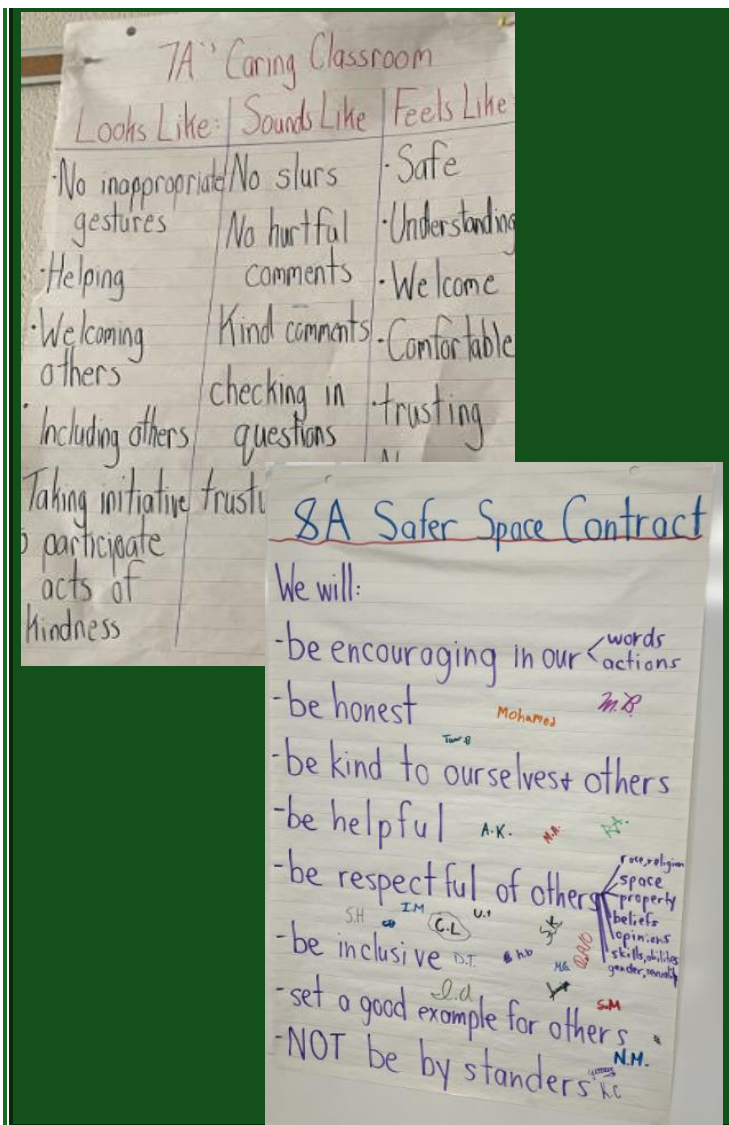 7A" Caring Classroom
Looks Like:
·No inappropriate
gestures
·Helping
·Welcoming
others
·Including others
Taking initiative
participate
acts of
kindness
Sounds Like
No slurs
No hurtful
comments
Kind comments
checking in
questions
Feels Like
·Safe
·Understanding
·Welcome
·Comfortable
·trusting
8A Safer Space Contract
We will:
-be encouraging in our
words
actions
-be honest
Mohamed
M.B.
-be kind to ourselves+ others
-be helpful
A.K.
M.A.
-be respectful of others
race, religion
space
property
beliefs
opinions
skills, abilites
gender, sexuality
S.H
I.M
C.L
-be inclusive
D.T.
h.b
-set a good example for others
S.M
-NOT be by standers
N.M.
K.C